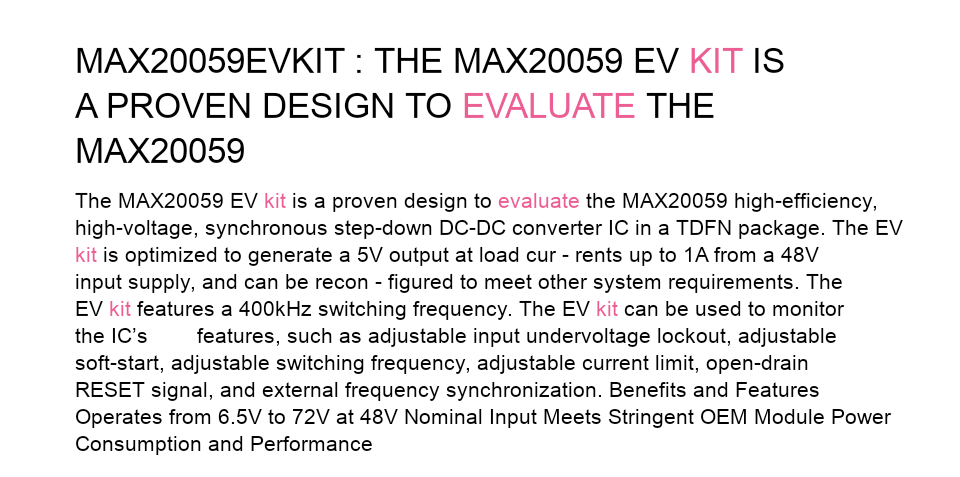 MAX20059EVKIT : THE MAX20059 EV KIT IS
A PROVEN DESIGN TO EVALUATE THE
MAX20059
The MAX20059 EV kit is a proven design to evaluate the MAX20059 high-efficiency,
high-voltage, synchronous step-down DC-DC converter IC in a TDFN package. The EV
kit is optimized to generate a 5V output at load cur - rents up to 1A from a 48V
input supply, and can be recon - figured to meet other system requirements. The
EV kit features a 400kHz switching frequency. The EV kit can be used to monitor
the IC’s features, such as adjustable input undervoltage lockout, adjustable
soft-start, adjustable switching frequency, adjustable current limit, open-drain
RESET signal, and external frequency synchronization. Benefits and Features
Operates from 6.5V to 72V at 48V Nominal Input Meets Stringent OEM Module Power
Consumption and Performance